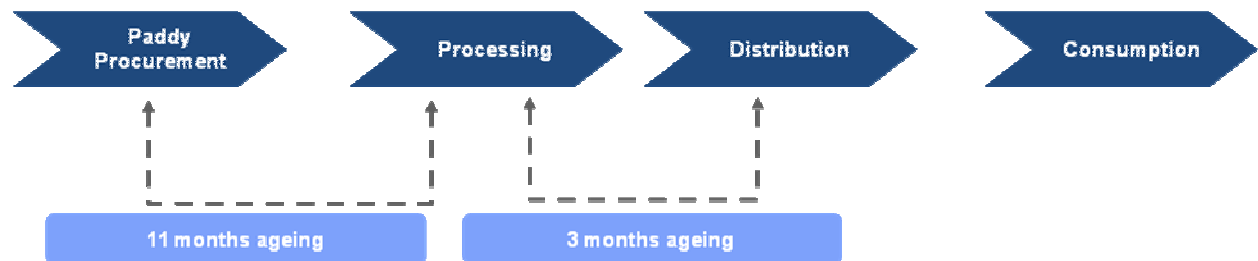 Paddy
Procurement
Processing
Distribution
Consumption
11 months ageing
3 months ageing